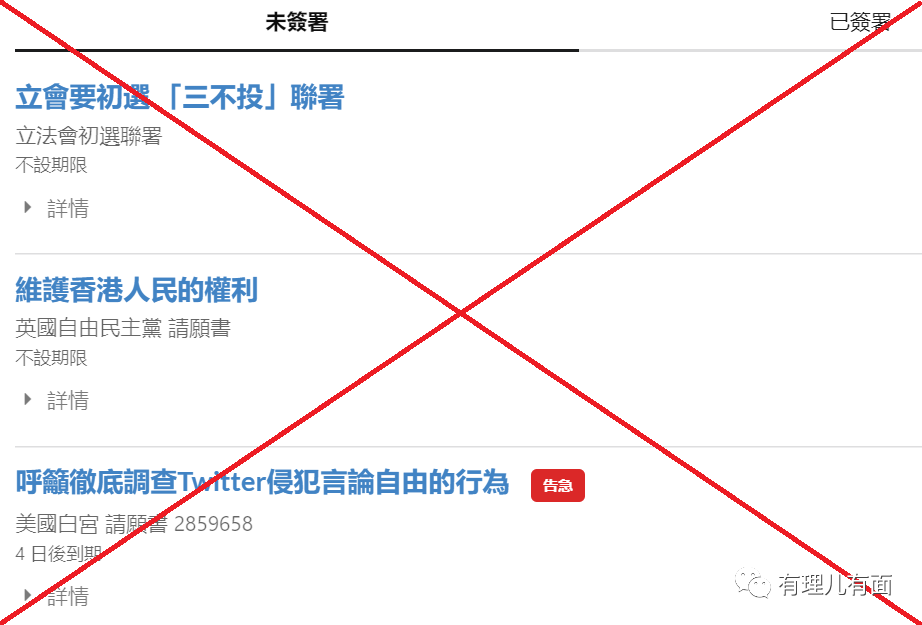 未簽署
已簽署
立會要初選「三不投」聯署
立法會初選聯署
不設期限
詳情
維護香港人民的權利
英國自由民主黨 請願書
不設期限
詳情
呼籲徹底調查Twitter侵犯言論自由的行為 告急
美國白宮 請願書 2859658
4 日後到期
詳情
有理儿有面